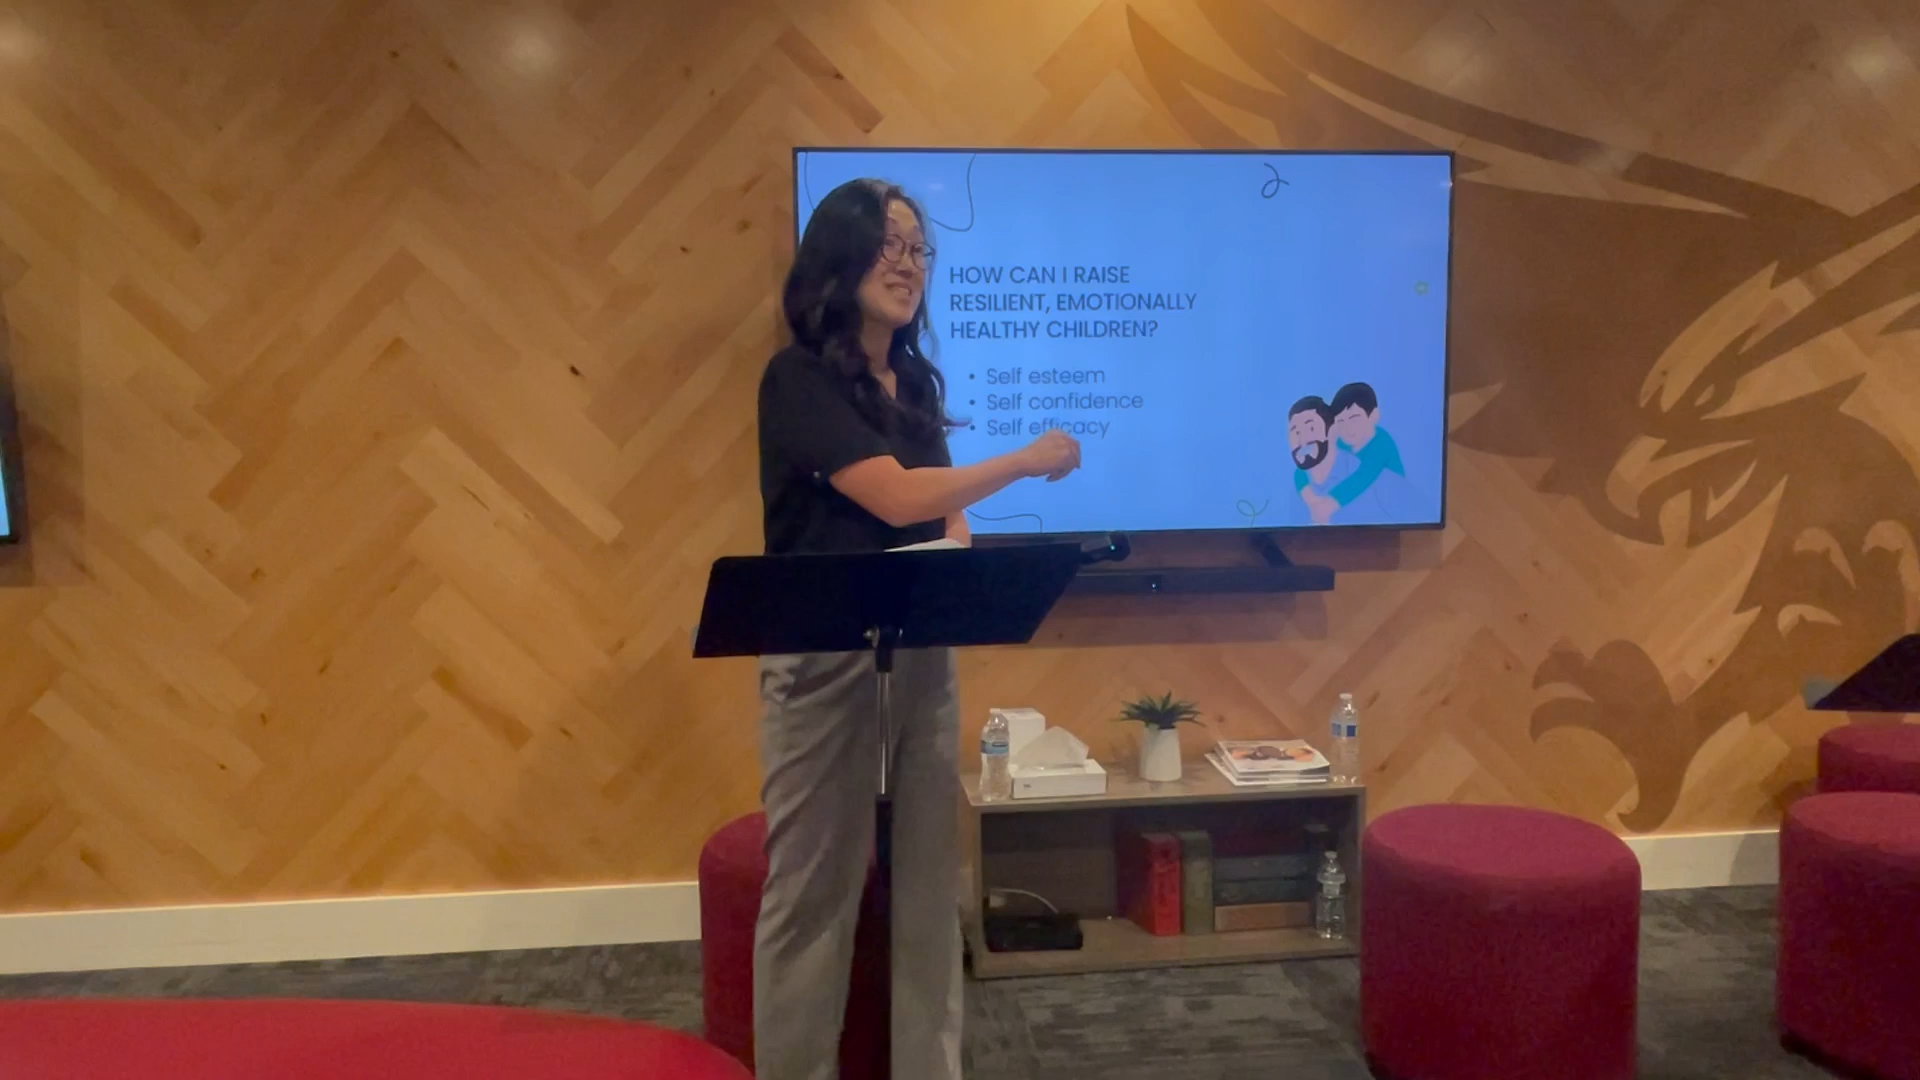 HOW CAN I RAISE
RESILIENT, EMOTIONALLY
HEALTHY CHILDREN?
• Self esteem
• Self confidence
• Self efficacy